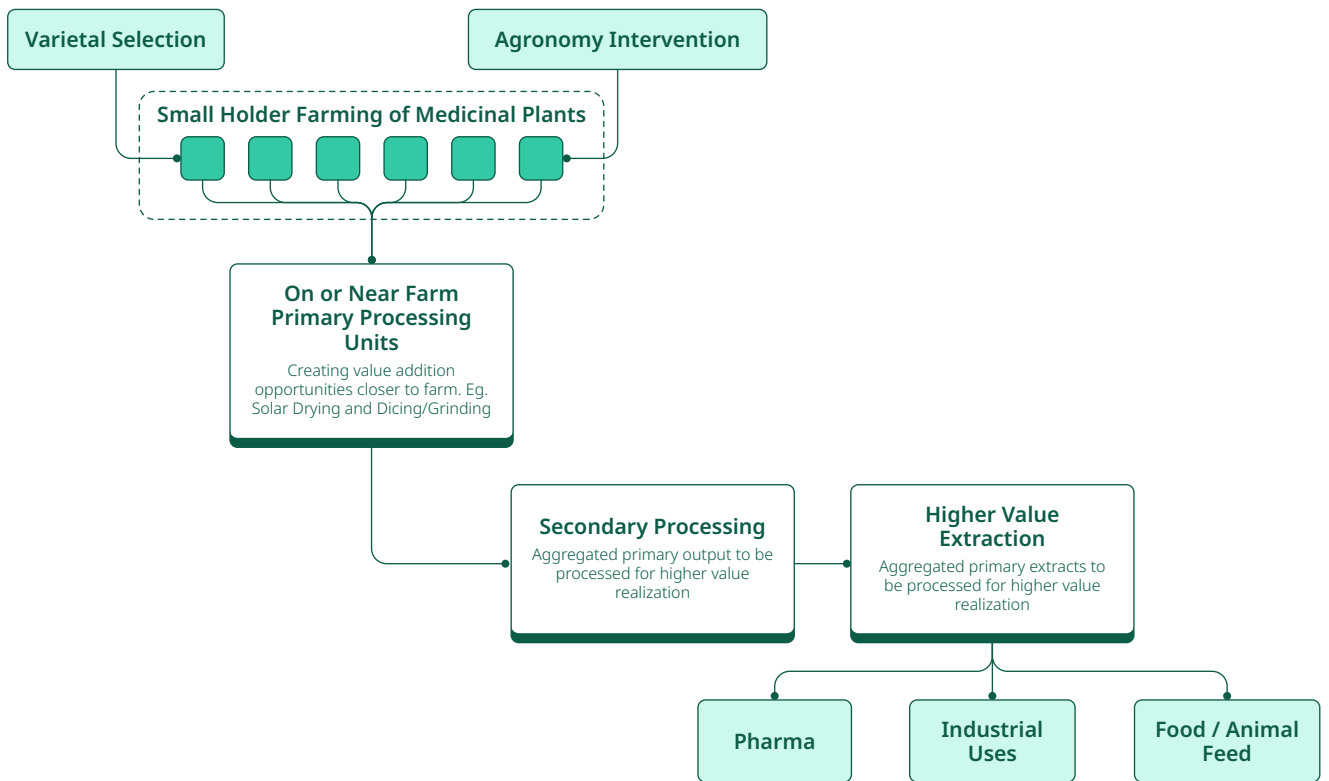 Varietal Selection
Agronomy Intervention
Small Holder Farming of Medicinal Plants
On or Near Farm
Primary Processing
Units
Creating value addition
opportunities closer to farm. Eg.
Solar Drying and Dicing/Grinding
Secondary Processing
Aggregated primary output to be
processed for higher value
realization
Higher Value
Extraction
Aggregated primary extracts to
be processed for higher value
realization
Pharma
Industrial
Uses
Food / Animal
Feed